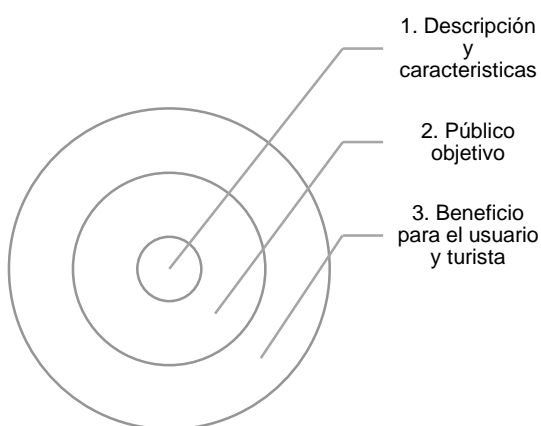 1. Descripción
y
caracteristicas
2. Público
objetivo
3. Beneficio
para el usuario
y turista